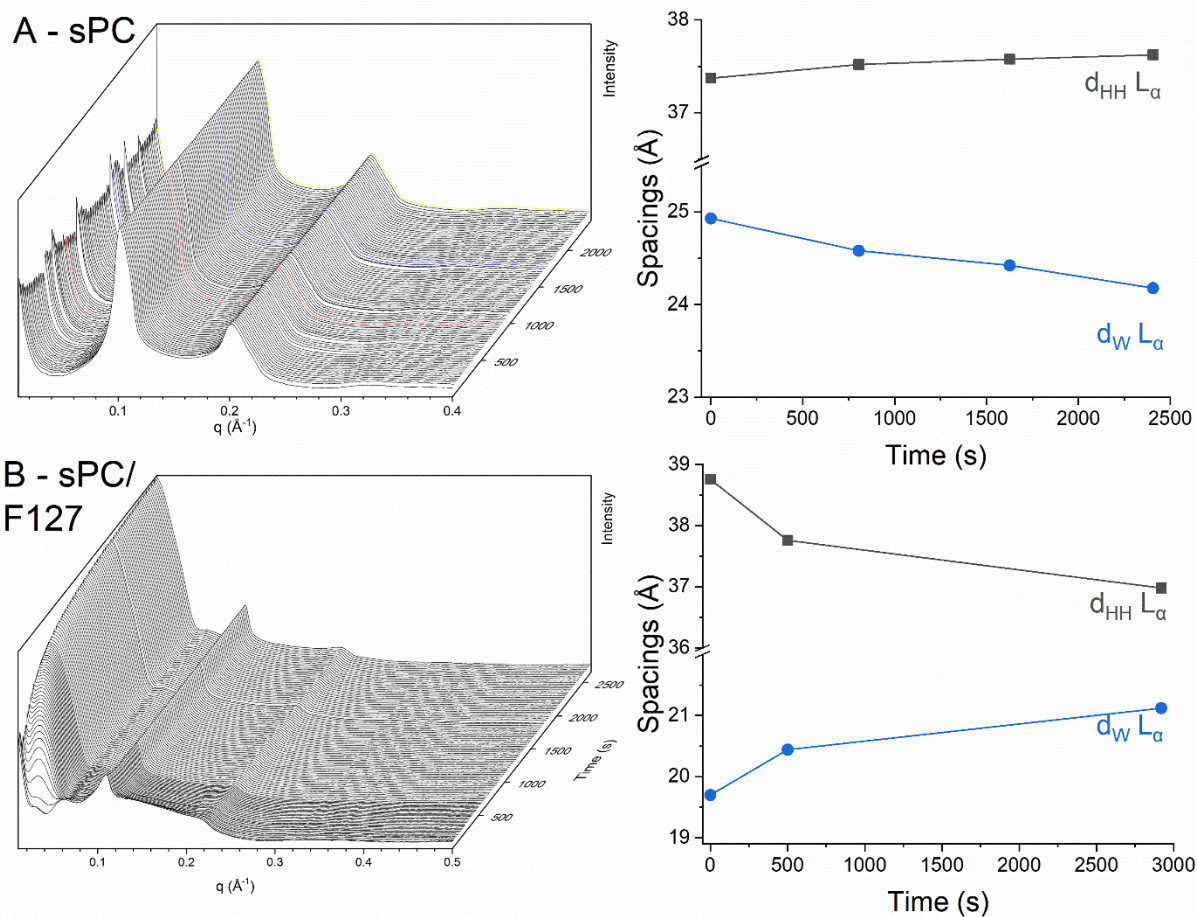 A - sPC
Intensity
2000
1500
1000
500
0.1 0.2 0.3 0.4
q (Å⁻¹)
38
37
25
24
23
Spacings (Å)
d_HH L_α
d_W L_α
0 500 1000 1500 2000 2500
Time (s)
B - sPC/
F127
Intensity
2500
2000
1500
1000
500
Time (s)
0.1 0.2 0.3 0.4 0.5
q (Å⁻¹)
39
38
37
36
21
20
19
Spacings (Å)
d_HH L_α
d_W L_α
0 500 1000 1500 2000 2500 3000
Time (s)